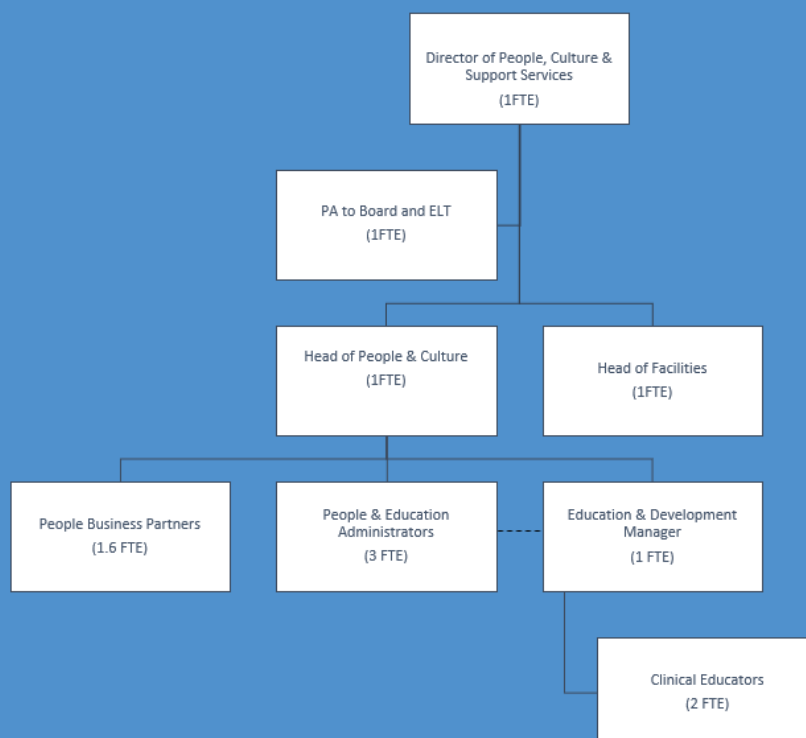 Director of People, Culture &
Support Services
(1FTE)
PA to Board and ELT
(1FTE)
Head of People & Culture
(1FTE)
Head of Facilities
(1FTE)
People Business Partners
(1.6 FTE)
People & Education
Administrators
(3 FTE)
Education & Development
Manager
(1 FTE)
Clinical Educators
(2 FTE)